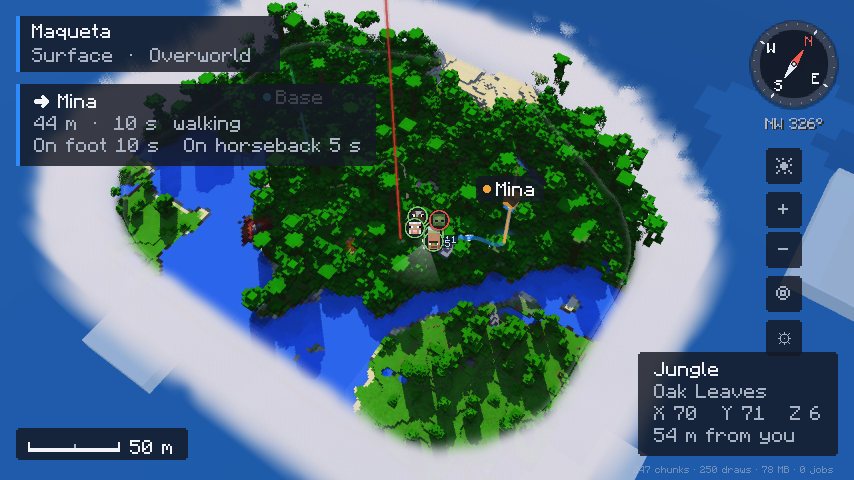 Maqueta
Surface · Overworld
Base
Mina
44 m · 10 s walking
On foot 10 s On horseback 5 s
N
W
E
S
NW 326°
Mina
Jungle
Oak Leaves
X 70 Y 71 Z 6
54 m from you
50 m
chunks · 250 draws · 78 MB · 0 jobs